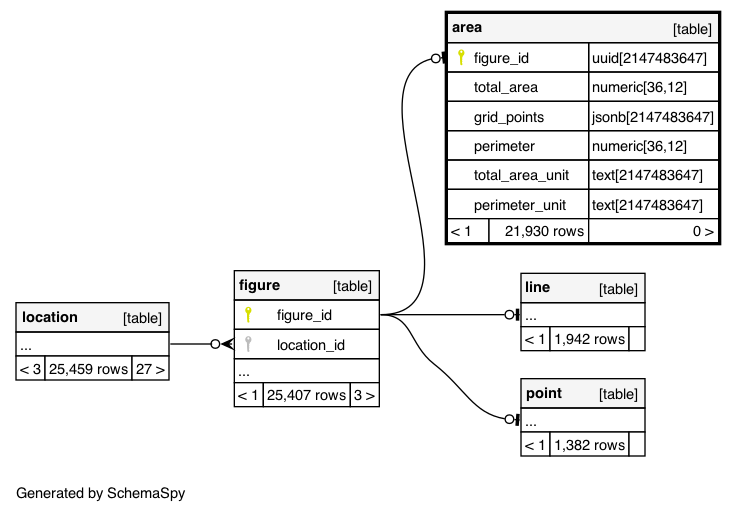 area [table]
figure_id uuid[2147483647]
total_area numeric[36,12]
grid_points jsonb[2147483647]
perimeter numeric[36,12]
total_area_unit text[2147483647]
perimeter_unit text[2147483647]
< 1 21,930 rows 0 >
figure [table]
figure_id
location_id
...
< 1 25,407 rows 3 >
location [table]
...
< 3 25,459 rows 27 >
line [table]
...
< 1 1,942 rows
point [table]
...
< 1 1,382 rows
Generated by SchemaSpy